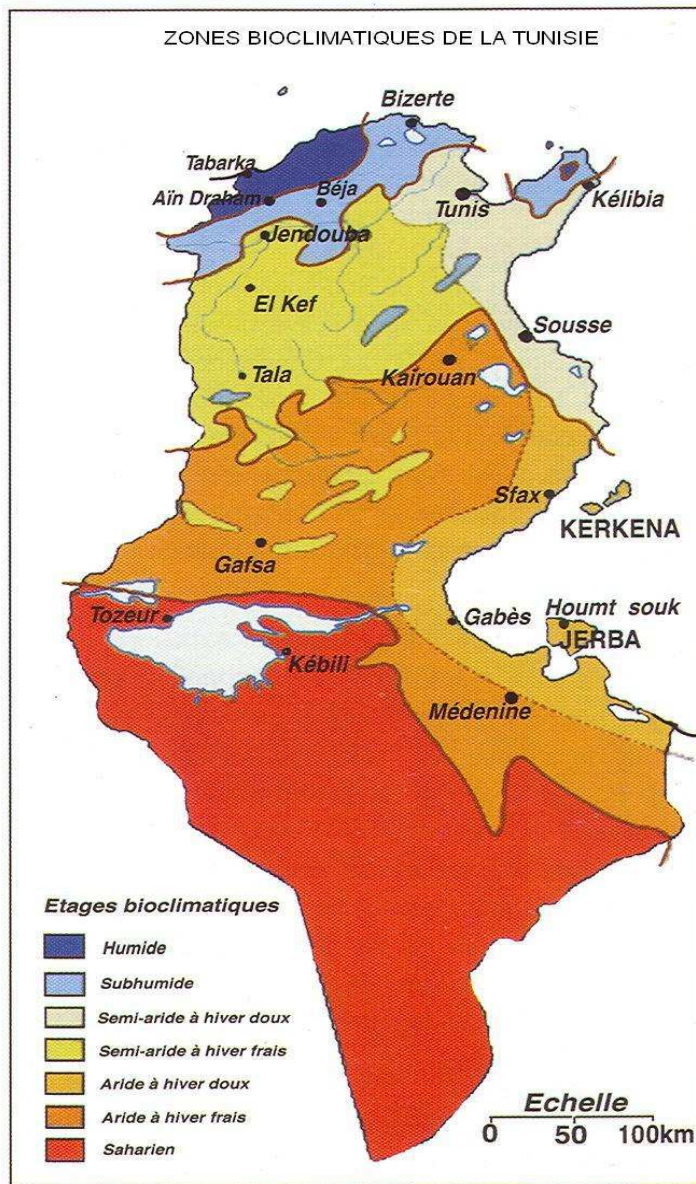 ZONES BIOCLIMATIQUES DE LA TUNISIE
Bizerte
Tabarka
Aïn Draham
Béja
Tunis
Kélibia
Jendouba
El Kef
Sousse
Tala
Kairouan
Sfax
KERKENA
Gafsa
Tozeur
Gabès
Houmt souk
JERBA
Kébili
Médenine
Etages bioclimatiques
Humide
Subhumide
Semi-aride à hiver doux
Semi-aride à hiver frais
Aride à hiver doux
Aride à hiver frais
Saharien
Echelle
0 50 100km